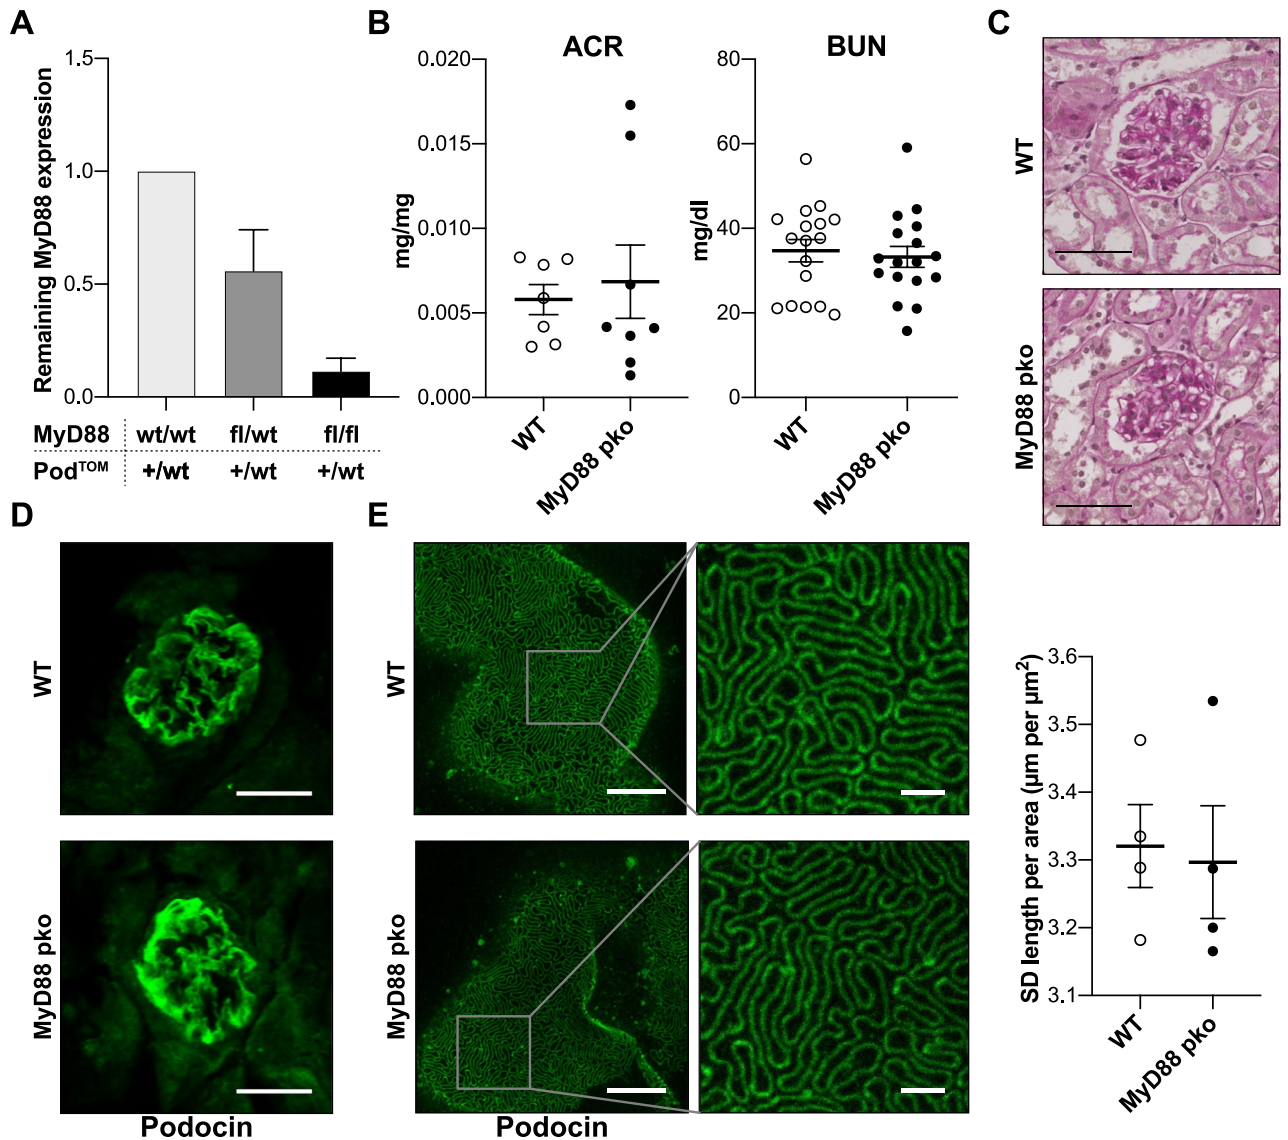 A
Remaining MyD88 expression
1.5
1.0
0.5
0.0
MyD88 wt/wt fl/wt fl/fl
Pod^TOM +/wt +/wt +/wt
B
ACR
mg/mg
0.020
0.015
0.010
0.005
0.000
WT
MyD88 pko
BUN
mg/dl
80
60
40
20
0
WT
MyD88 pko
C
WT
MyD88 pko
D
WT
MyD88 pko
Podocin
E
WT
MyD88 pko
Podocin
SD length per area (µm per µm²)
3.6
3.5
3.4
3.3
3.2
3.1
WT
MyD88 pko